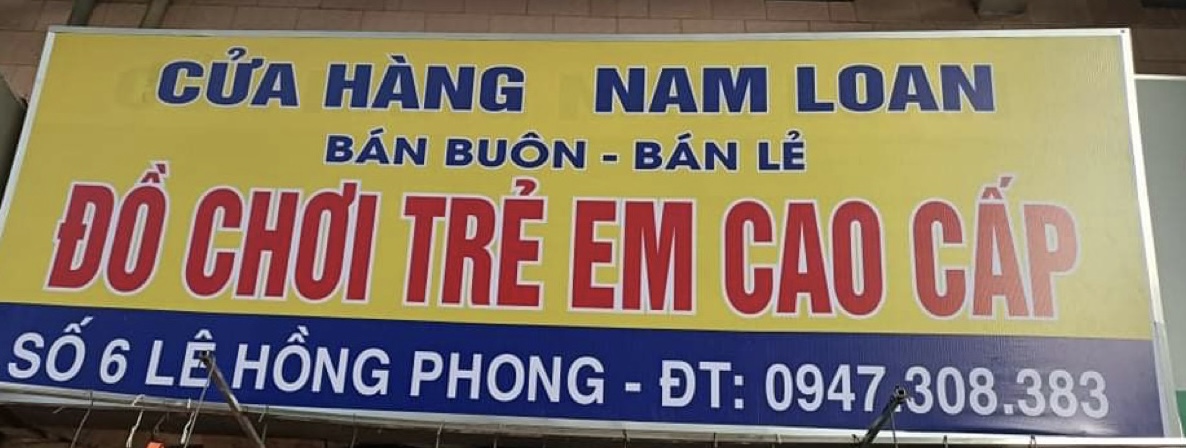 CỬA HÀNG NAM LOAN
BÁN BUÔN - BÁN LẺ
ĐỒ CHƠI TRẺ EM CAO CẤP
SỐ 6 LÊ HỒNG PHONG - ĐT: 0947.308.383